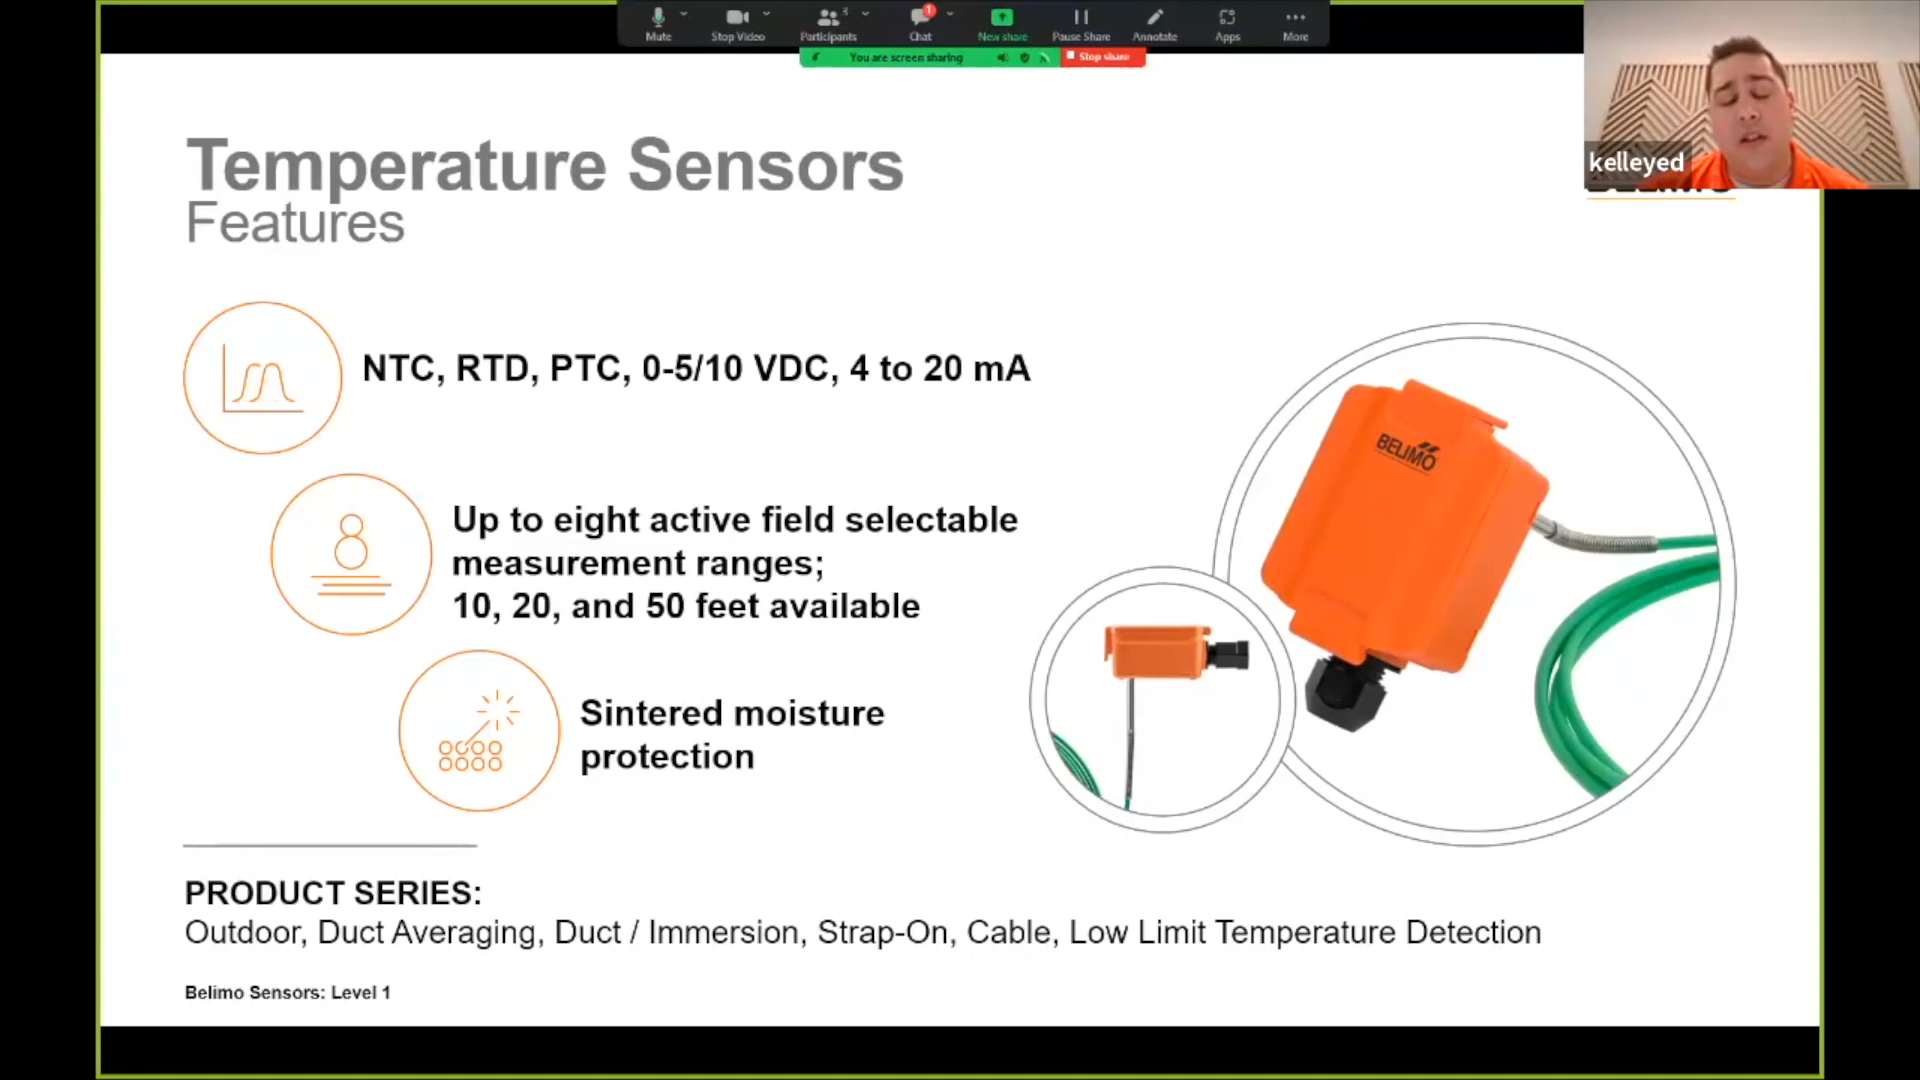 3
1
Mute
Stop Video
Participants
Chat
New share
Pause Share
Annotate
Apps
More
You are screen sharing
Stop share
kelleyed
Temperature Sensors
Features
NTC, RTD, PTC, 0-5/10 VDC, 4 to 20 mA
8
Up to eight active field selectable
measurement ranges;
10, 20, and 50 feet available
BELIMO
Sintered moisture
protection
PRODUCT SERIES:
Outdoor, Duct Averaging, Duct / Immersion, Strap-On, Cable, Low Limit Temperature Detection
Belimo Sensors: Level 1